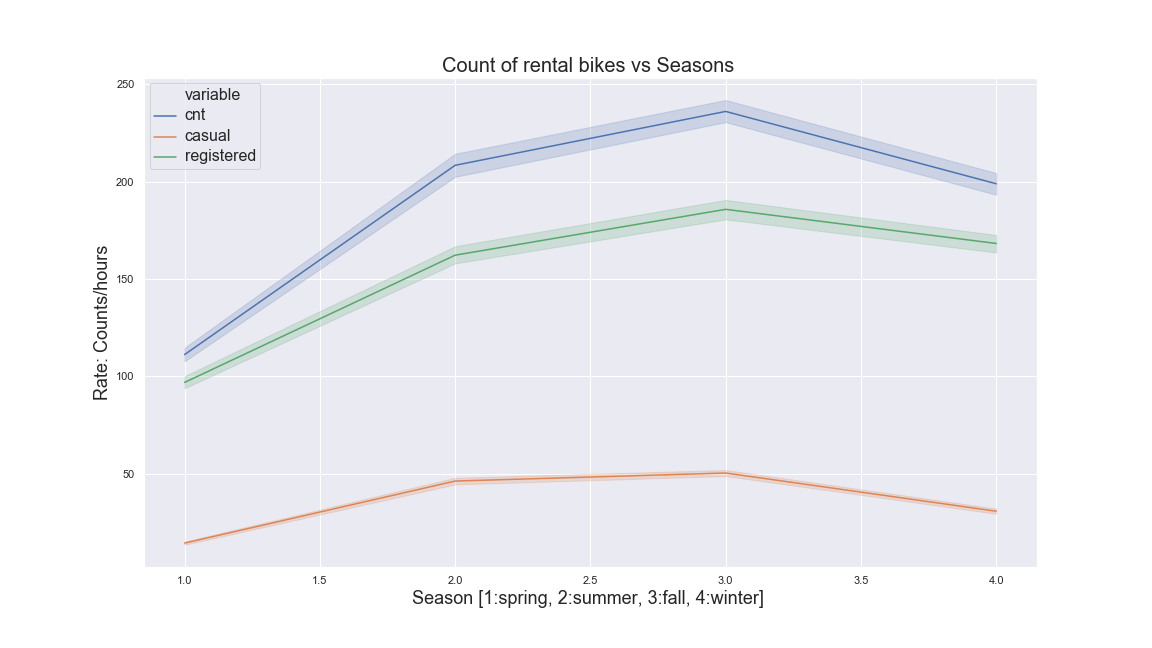 Count of rental bikes vs Seasons
variable
cnt
casual
registered
250
200
150
100
50
Rate: Counts/hours
1.0 1.5 2.0 2.5 3.0 3.5 4.0
Season [1:spring, 2:summer, 3:fall, 4:winter]